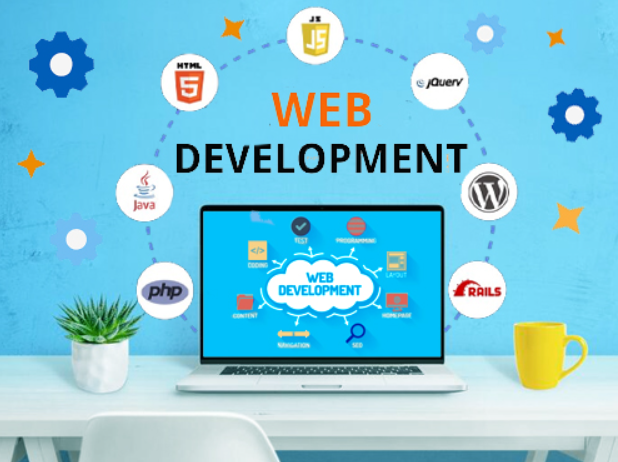 JS
JS
HTML
5
jQuery
WEB
DEVELOPMENT
Java
W
php
RAILS
TEST
PROGRAMMING
CODING
LAYOUT
WEB
DEVELOPMENT
CONTENT
HOMEPAGE
NAVIGATION
SEO